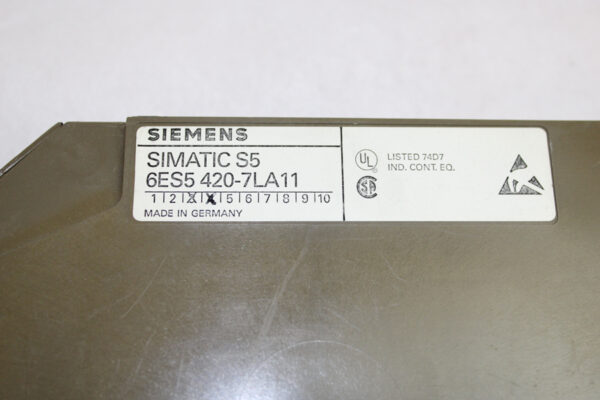 SIEMENS
SIMATIC S5
6ES5 420-7LA11
1|2|X|X|5|6|7|8|9|10
MADE IN GERMANY
UL
LISTED 74D7
IND. CONT. EQ.
SA